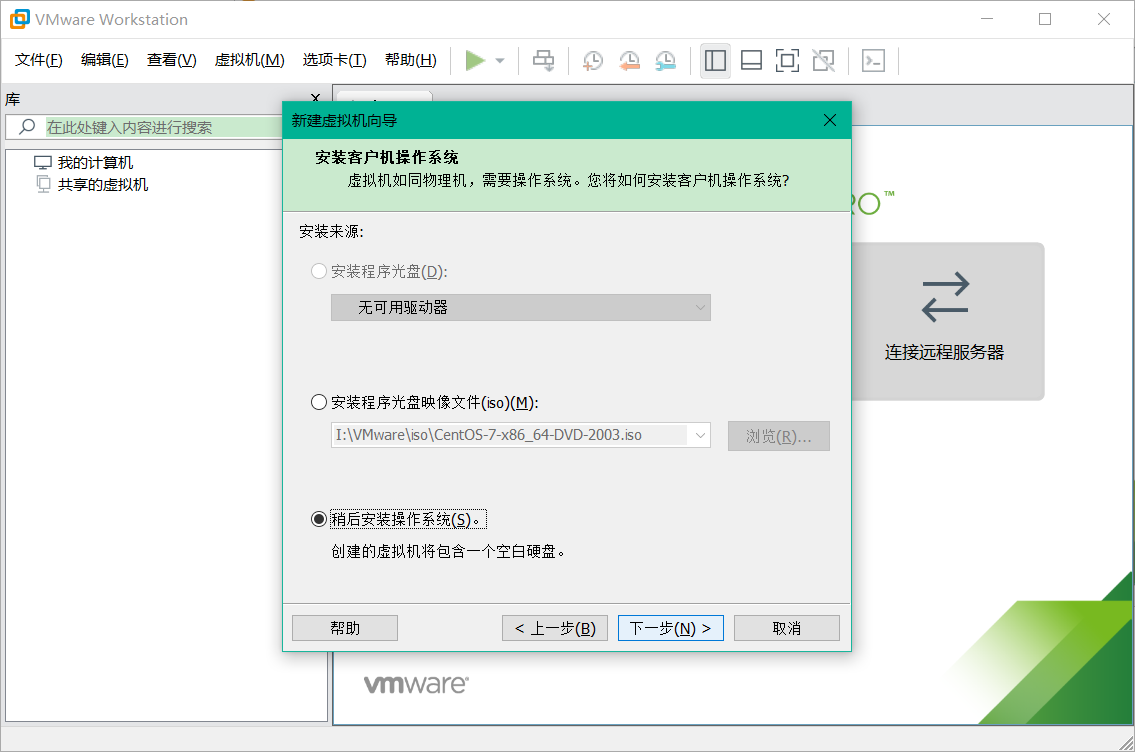 VMware Workstation
文件(F) 编辑(E) 查看(V) 虚拟机(M) 选项卡(T) 帮助(H)
库
在此处键入内容进行搜索
我的计算机
共享的虚拟机
新建虚拟机向导
安装客户机操作系统
虚拟机如同物理机，需要操作系统。您将如何安装客户机操作系统?
安装来源:
安装程序光盘(D):
无可用驱动器
安装程序光盘映像文件(iso)(M):
I:\VMware\iso\CentOS-7-x86_64-DVD-2003.iso
浏览(R)...
稍后安装操作系统(S)。
创建的虚拟机将包含一个空白硬盘。
帮助
< 上一步(B)
下一步(N) >
取消
O™
连接远程服务器
vmware®